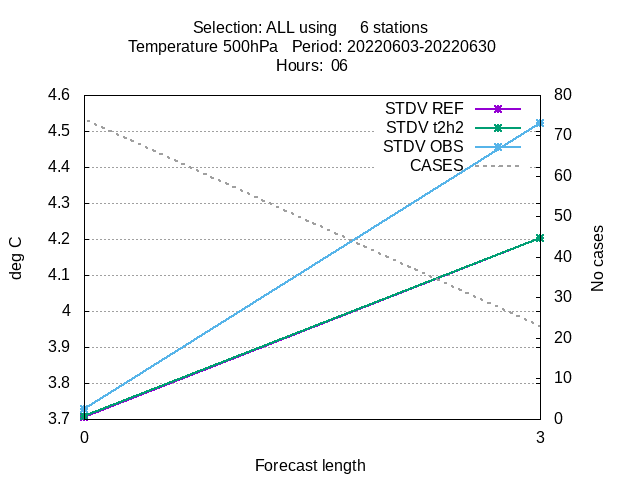 Selection: ALL using     6 stations
Temperature 500hPa   Period: 20220603-20220630
Hours:  06
STDV REF
STDV t2h2
STDV OBS
CASES
4.6
4.5
4.4
4.3
4.2
4.1
4
3.9
3.8
3.7
deg C
80
70
60
50
40
30
20
10
0
No cases
0
3
Forecast length